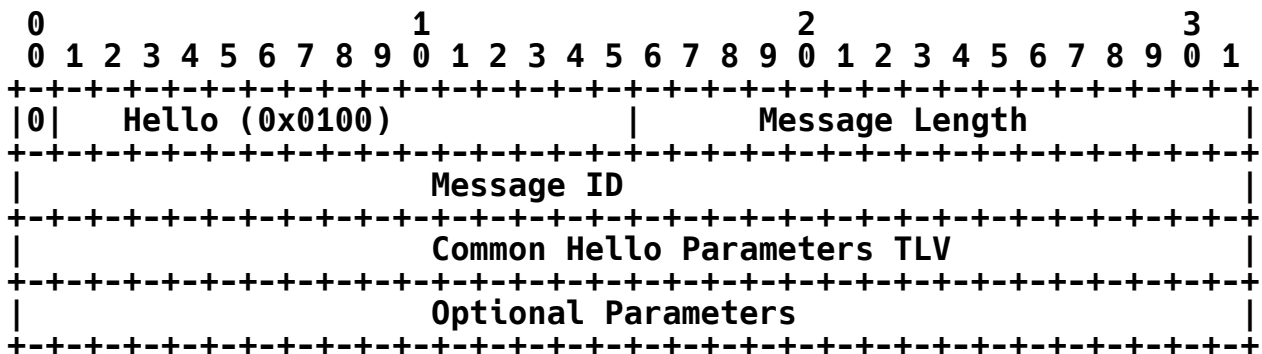 0                   1                   2                   3
 0 1 2 3 4 5 6 7 8 9 0 1 2 3 4 5 6 7 8 9 0 1 2 3 4 5 6 7 8 9 0 1
+-+-+-+-+-+-+-+-+-+-+-+-+-+-+-+-+-+-+-+-+-+-+-+-+-+-+-+-+-+-+-+-+
|0|   Hello (0x0100)            |      Message Length           |
+-+-+-+-+-+-+-+-+-+-+-+-+-+-+-+-+-+-+-+-+-+-+-+-+-+-+-+-+-+-+-+-+
|                     Message ID                                |
+-+-+-+-+-+-+-+-+-+-+-+-+-+-+-+-+-+-+-+-+-+-+-+-+-+-+-+-+-+-+-+-+
|                     Common Hello Parameters TLV               |
+-+-+-+-+-+-+-+-+-+-+-+-+-+-+-+-+-+-+-+-+-+-+-+-+-+-+-+-+-+-+-+-+
|                     Optional Parameters                       |
+-+-+-+-+-+-+-+-+-+-+-+-+-+-+-+-+-+-+-+-+-+-+-+-+-+-+-+-+-+-+-+-+